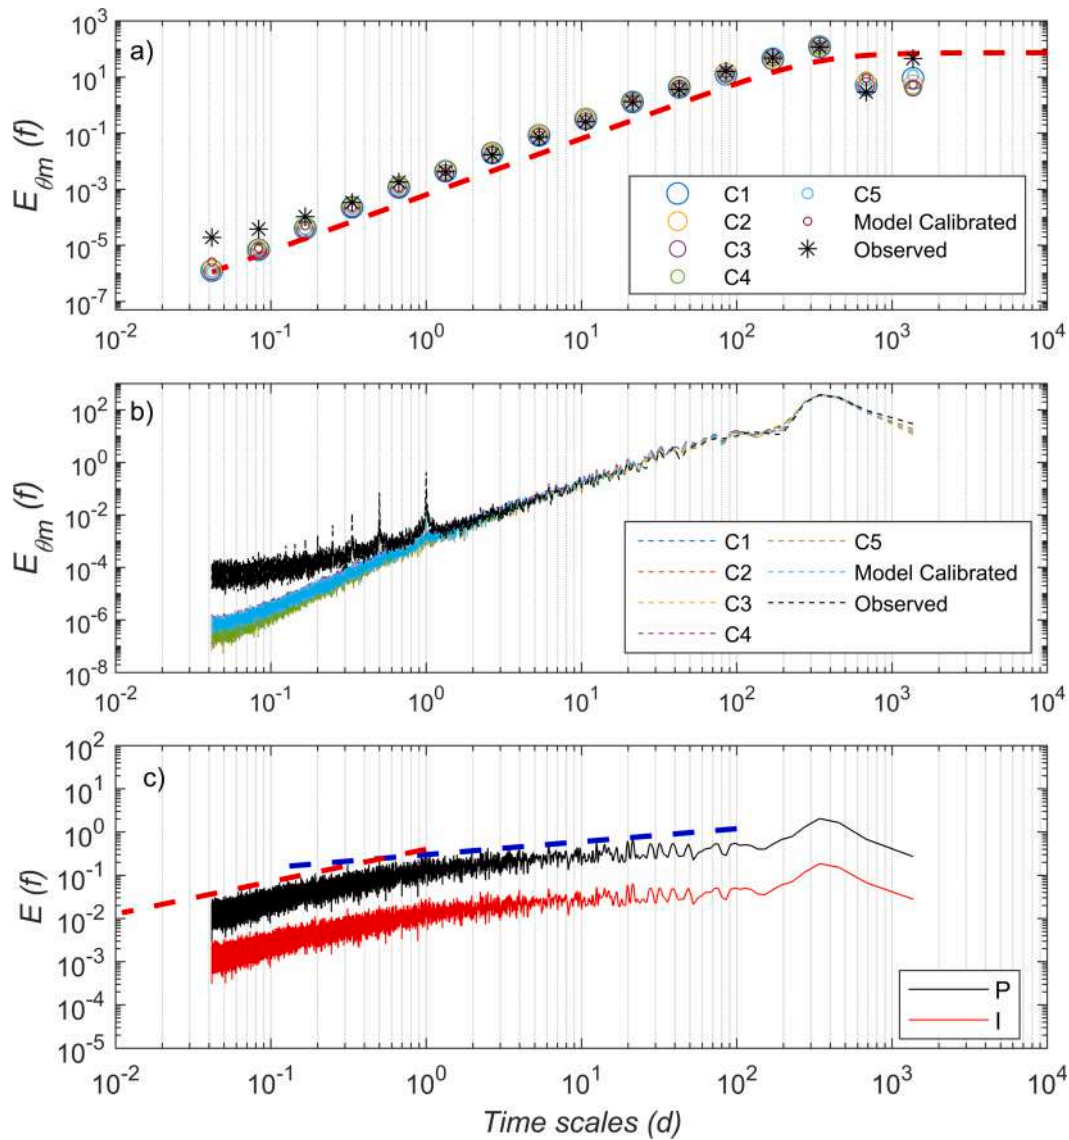 a)
E_θm (f)
10^3
10^1
10^-1
10^-3
10^-5
10^-7
C1
C2
C3
C4
C5
Model Calibrated
Observed
10^-2 10^-1 10^0 10^1 10^2 10^3 10^4
b)
E_θm (f)
10^2
10^0
10^-2
10^-4
10^-6
10^-8
C1
C2
C3
C4
C5
Model Calibrated
Observed
10^-2 10^-1 10^0 10^1 10^2 10^3 10^4
c)
E (f)
10^2
10^1
10^0
10^-1
10^-2
10^-3
10^-4
10^-5
P
I
10^-2 10^-1 10^0 10^1 10^2 10^3 10^4
Time scales (d)